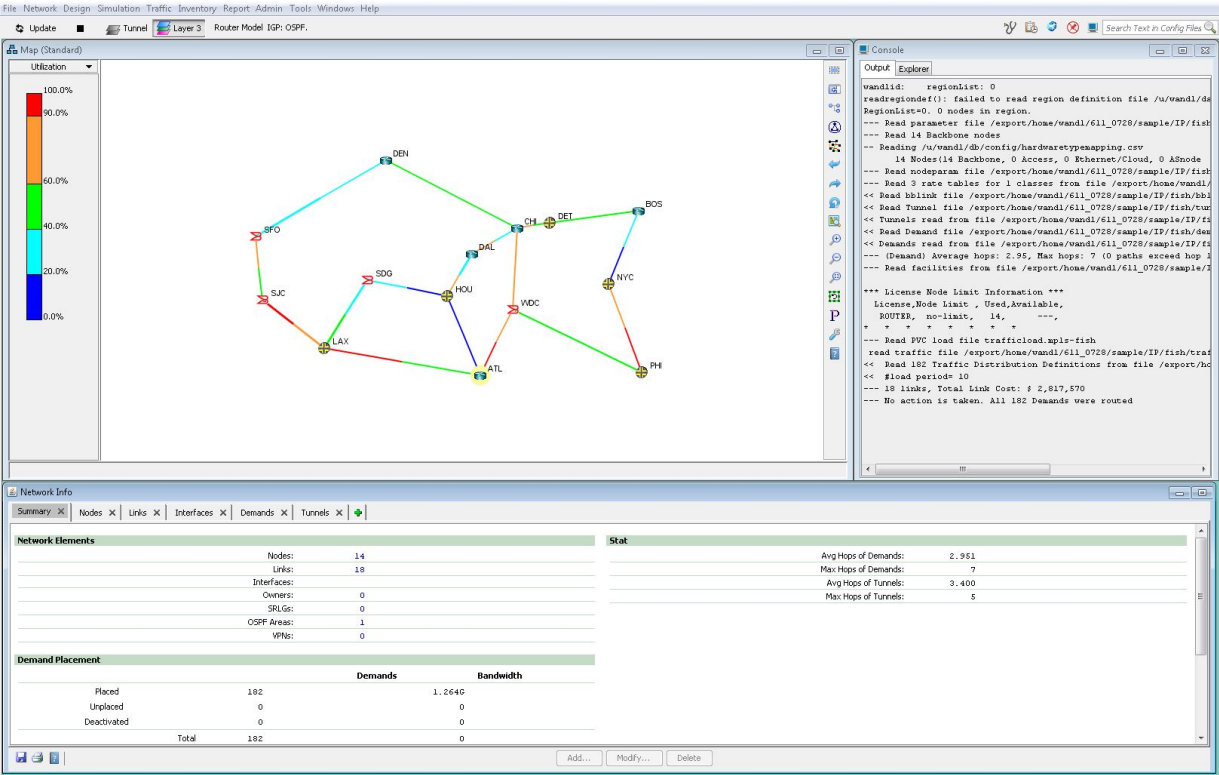 File Network Design Simulation Traffic Inventory Report Admin Tools Windows Help
Update Tunnel Layer 3 Router Model IGP: OSPF. Search Text in Config Files
Map (Standard)
Utilization
100.0%
90.0%
60.0%
40.0%
20.0%
0.0%
DEN
BOS
CHI
DET
SFO
DAL
SDG
NYC
HOU
SJC
WDC
LAX
ATL
PHI
P
Console
Output Explorer
wandlid: regionList: 0
readregiondef(): failed to read region definition file /u/wandl/da
RegionList=0. 0 nodes in region.
--- Read parameter file /export/home/wandl/611_0728/sample/IP/fish
--- Read 14 Backbone nodes
-- Reading /u/wandl/db/config/hardwaretypemapping.csv
14 Nodes(14 Backbone, 0 Access, 0 Ethernet/Cloud, 0 ASnode
--- Read nodeparam file /export/home/wandl/611_0728/sample/IP/fish
--- Read 3 rate tables for 1 classes from file /export/home/wandl/
<< Read bblink file /export/home/wandl/611_0728/sample/IP/fish/bbl
<< Read Tunnel file /export/home/wandl/611_0728/sample/IP/fish/tun
<< Tunnels read from file /export/home/wandl/611_0728/sample/IP/fi
<< Read Demand file /export/home/wandl/611_0728/sample/IP/fish/dem
<< Demands read from file /export/home/wandl/611_0728/sample/IP/fi
--- (Demand) Average hops: 2.95, Max hops: 7 (0 paths exceed hop l
--- Read facilities from file /export/home/wandl/611_0728/sample/I
*** License Node Limit Information ***
License,Node Limit , Used,Available,
ROUTER, no-limit, 14, ---,
* * * * * * * *
--- Read PVC load file trafficload.mpls-fish
read traffic file /export/home/wandl/611_0728/sample/IP/fish/traf
<< Read 182 Traffic Distribution Definitions from file /export/ho
<< #load period= 10
--- 18 links, Total Link Cost: $ 2,817,570
--- No action is taken. All 182 Demands were routed
Network Info
Summary Nodes Links Interfaces Demands Tunnels
Network Elements
Nodes: 14
Links: 18
Interfaces:
Owners: 0
SRLGs: 0
OSPF Areas: 1
VPNs: 0
Demand Placement
Demands Bandwidth
Placed 182 1.264G
Unplaced 0 0
Deactivated 0 0
Total 182 0
Stat
Avg Hops of Demands: 2.951
Max Hops of Demands: 7
Avg Hops of Tunnels: 3.400
Max Hops of Tunnels: 5
Add... Modify... Delete